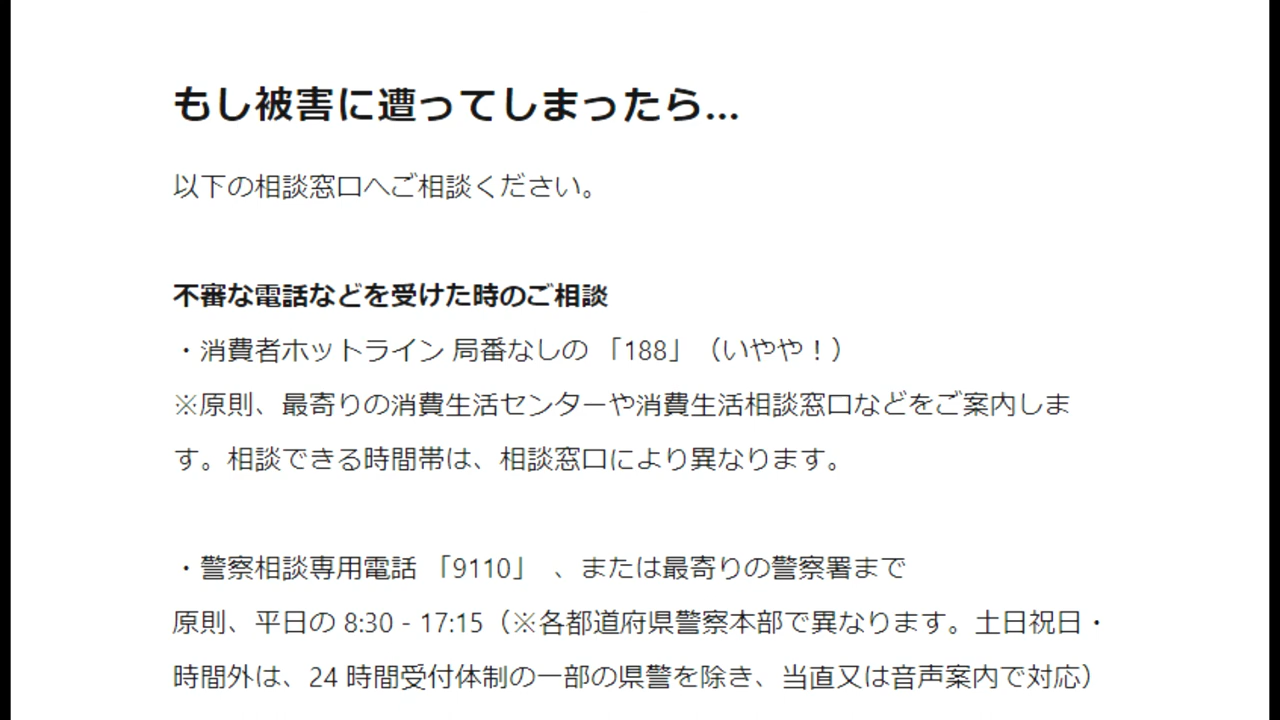 もし被害に遭ってしまったら...
以下の相談窓口へご相談ください。
不審な電話などを受けた時のご相談
・消費者ホットライン 局番なしの 「188」（いやや！）
※原則、最寄りの消費生活センターや消費生活相談窓口などをご案内しま
す。相談できる時間帯は、相談窓口により異なります。
・警察相談専用電話 「9110」 、または最寄りの警察署まで
原則、平日の 8:30 - 17:15（※各都道府県警察本部で異なります。土日祝日・
時間外は、24 時間受付体制の一部の県警を除き、当直又は音声案内で対応）